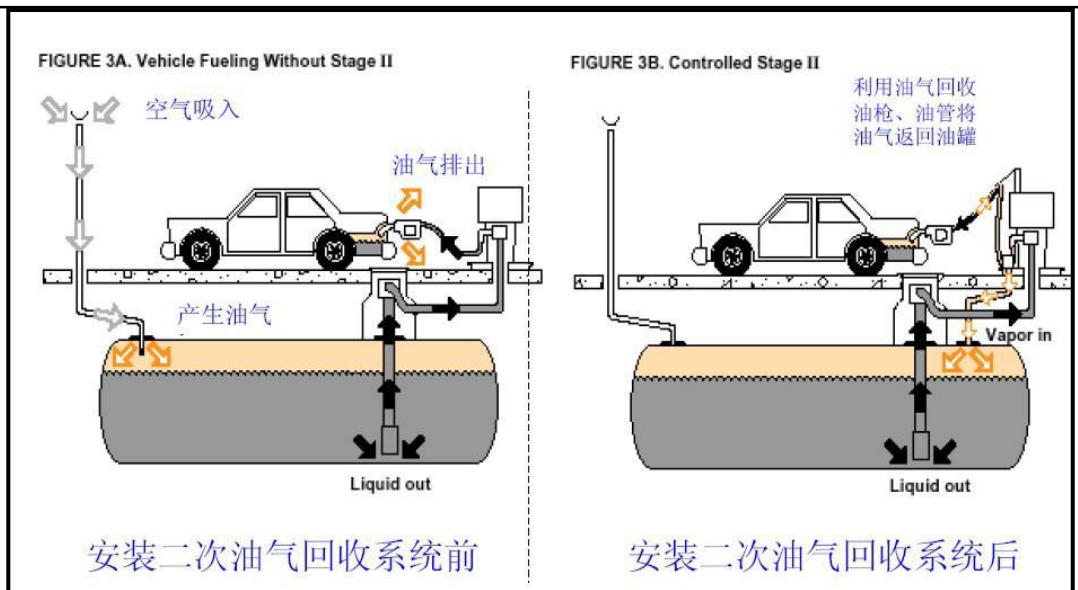 FIGURE 3A. Vehicle Fueling Without Stage II
空气吸入
油气排出
产生油气
Liquid out
安装二次油气回收系统前
FIGURE 3B. Controlled Stage II
利用油气回收
油枪、油管将
油气返回油罐
Vapor in
Liquid out
安装二次油气回收系统后